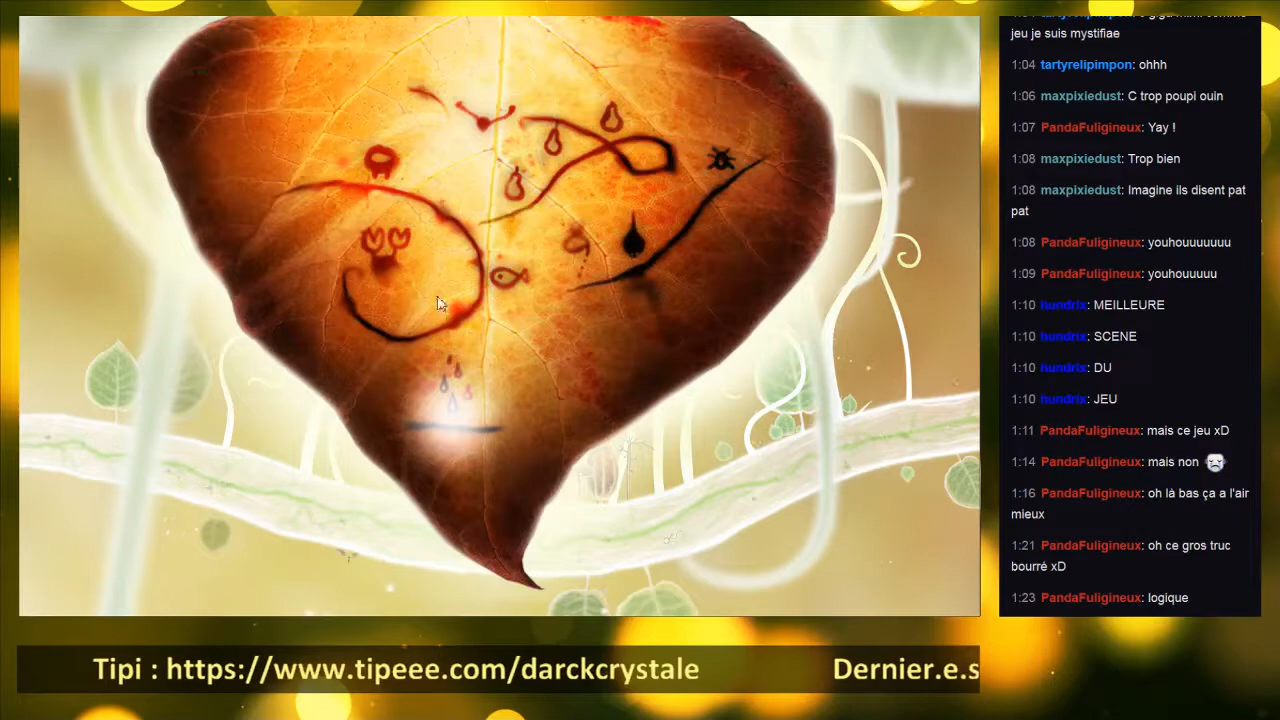 jeu je suis mystifiae
1:04 tartyrelipimpon: ohhh
1:06 maxpixiedust: C trop poupi ouin
1:07 PandaFuligineux: Yay !
1:08 maxpixiedust: Trop bien
1:08 maxpixiedust: Imagine ils disent pat
pat
1:08 PandaFuligineux: youhouuuuuuu
1:09 PandaFuligineux: youhouuuuu
1:10 hundrix: MEILLEURE
1:10 hundrix: SCENE
1:10 hundrix: DU
1:10 hundrix: JEU
1:11 PandaFuligineux: mais ce jeu xD
1:14 PandaFuligineux: mais non
1:16 PandaFuligineux: oh là bas ça a l'air
mieux
1:21 PandaFuligineux: oh ce gros truc
bourré xD
1:23 PandaFuligineux: logique
Tipi : https://www.tipeee.com/darckcrystale
Dernier.e.s